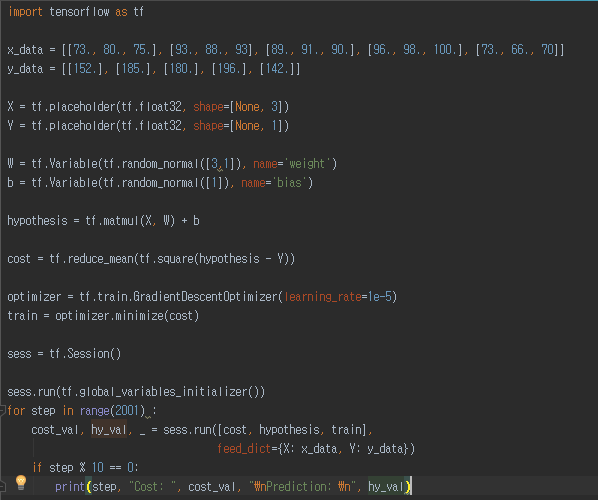 import tensorflow as tf
x_data = [[73., 80., 75.], [93., 88., 93], [89., 91., 90.], [96., 98., 100.], [73., 66., 70]]
y_data = [[152.], [185.], [180.], [196.], [142.]]
X = tf.placeholder(tf.float32, shape=[None, 3])
Y = tf.placeholder(tf.float32, shape=[None, 1])
W = tf.Variable(tf.random_normal([3,1]), name='weight')
b = tf.Variable(tf.random_normal([1]), name='bias')
hypothesis = tf.matmul(X, W) + b
cost = tf.reduce_mean(tf.square(hypothesis - Y))
optimizer = tf.train.GradientDescentOptimizer(learning_rate=1e-5)
train = optimizer.minimize(cost)
sess = tf.Session()
sess.run(tf.global_variables_initializer())
for step in range(2001) :
    cost_val, hy_val, _ = sess.run([cost, hypothesis, train],
                                   feed_dict={X: x_data, Y: y_data})
    if step % 10 == 0:
        print(step, "Cost: ", cost_val, "₩nPrediction: ₩n", hy_val)